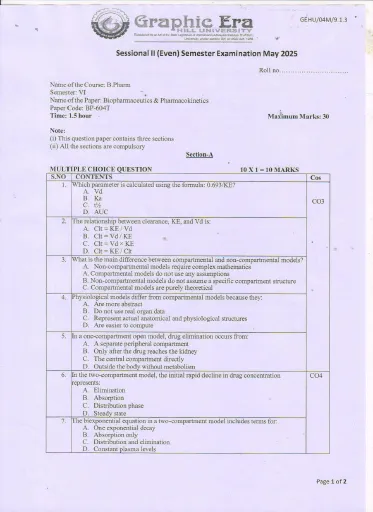 GEHU/04M/9.1.3
Graphic Era
HILL UNIVERSITY
Sessional II (Even) Semester Examination May 2025
Roll no.............................
Name of the Course: B.Pharm
Semester: VI
Name of the Paper: Biopharmaceutics & Pharmacokinetics
Paper Code: BP-604T
Time: 1.5 hour Maximum Marks: 30
Note:
(i) This question paper contains three sections
(ii) All the sections are compulsory
Section-A
MULTIPLE CHOICE QUESTION 10 X 1 = 10 MARKS
S.NO CONTENTS Cos
1. Which parameter is calculated using the formula: 0.693/KE?
A. Vd
B. Ka
C. t½
D. AUC
CO3
2. The relationship between clearance, KE, and Vd is:
A. Clt = KE / Vd
B. Clt = Vd / KE
C. Clt = Vd × KE
D. Clt = KE / Clt
3. What is the main difference between compartmental and non-compartmental models?
A. Non-compartmental models require complex mathematics
A. Compartmental models do not use any assumptions
B. Non-compartmental models do not assume a specific compartment structure
C. Compartmental models are purely theoretical
4. Physiological models differ from compartmental models because they:
A. Are more abstract
B. Do not use real organ data
C. Represent actual anatomical and physiological structures
D. Are easier to compute
5. In a one-compartment open model, drug elimination occurs from:
A. A separate peripheral compartment
B. Only after the drug reaches the kidney
C. The central compartment directly
D. Outside the body without metabolism
6. In the two-compartment model, the initial rapid decline in drug concentration CO4
represents:
A. Elimination
B. Absorption
C. Distribution phase
D. Steady state
7. The biexponential equation in a two-compartment model includes terms for:
A. One exponential decay
B. Absorption only
C. Distribution and elimination
D. Constant plasma levels
Page 1 of 2